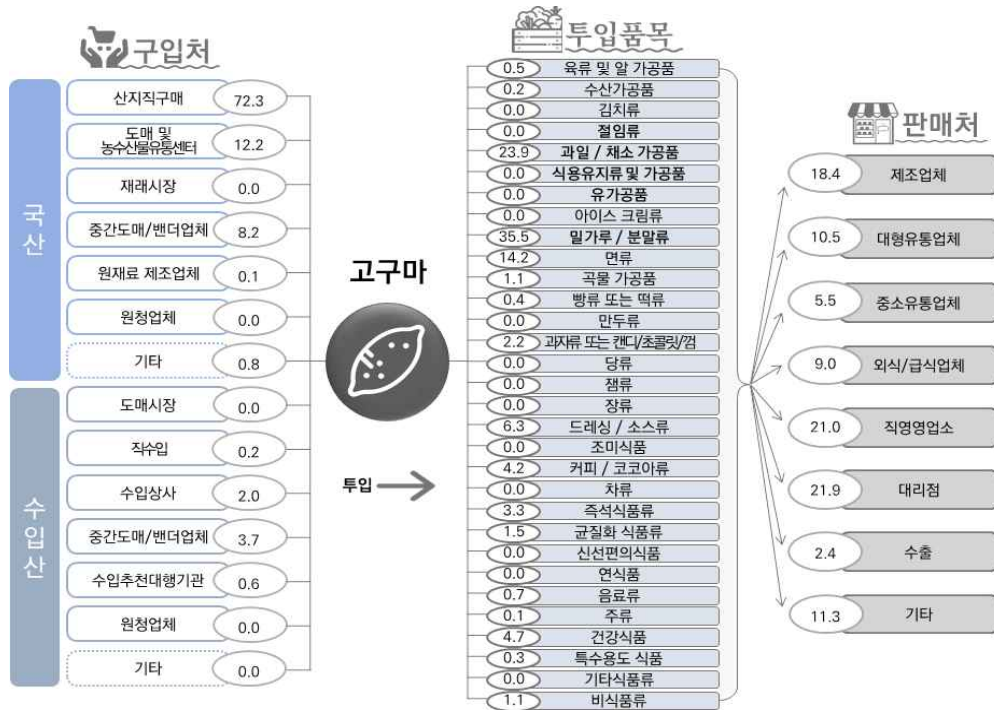 구입처
국산
산지직구매 72.3
도매 및
농수산물유통센터 12.2
재래시장 0.0
중간도매/밴더업체 8.2
원재료 제조업체 0.1
원청업체 0.0
기타 0.8
수입산
도매시장 0.0
직수입 0.2
수입상사 2.0
중간도매/밴더업체 3.7
수입추천대행기관 0.6
원청업체 0.0
기타 0.0
고구마
투입
투입품목
0.5 육류 및 알 가공품
0.2 수산가공품
0.0 김치류
0.0 절임류
23.9 과일 / 채소 가공품
0.0 식용유지류 및 가공품
0.0 유가공품
0.0 아이스 크림류
35.5 밀가루 / 분말류
14.2 면류
1.1 곡물 가공품
0.4 빵류 또는 떡류
0.0 만두류
2.2 과자류 또는 캔디/초콜릿/껌
0.0 당류
0.0 잼류
0.0 장류
6.3 드레싱 / 소스류
0.0 조미식품
4.2 커피 / 코코아류
0.0 차류
3.3 즉석식품류
1.5 균질화 식품류
0.0 신선편의식품
0.0 연식품
0.7 음료류
0.1 주류
4.7 건강식품
0.3 특수용도 식품
0.0 기타식품류
1.1 비식품류
판매처
18.4 제조업체
10.5 대형유통업체
5.5 중소유통업체
9.0 외식/급식업체
21.0 직영영업소
21.9 대리점
2.4 수출
11.3 기타